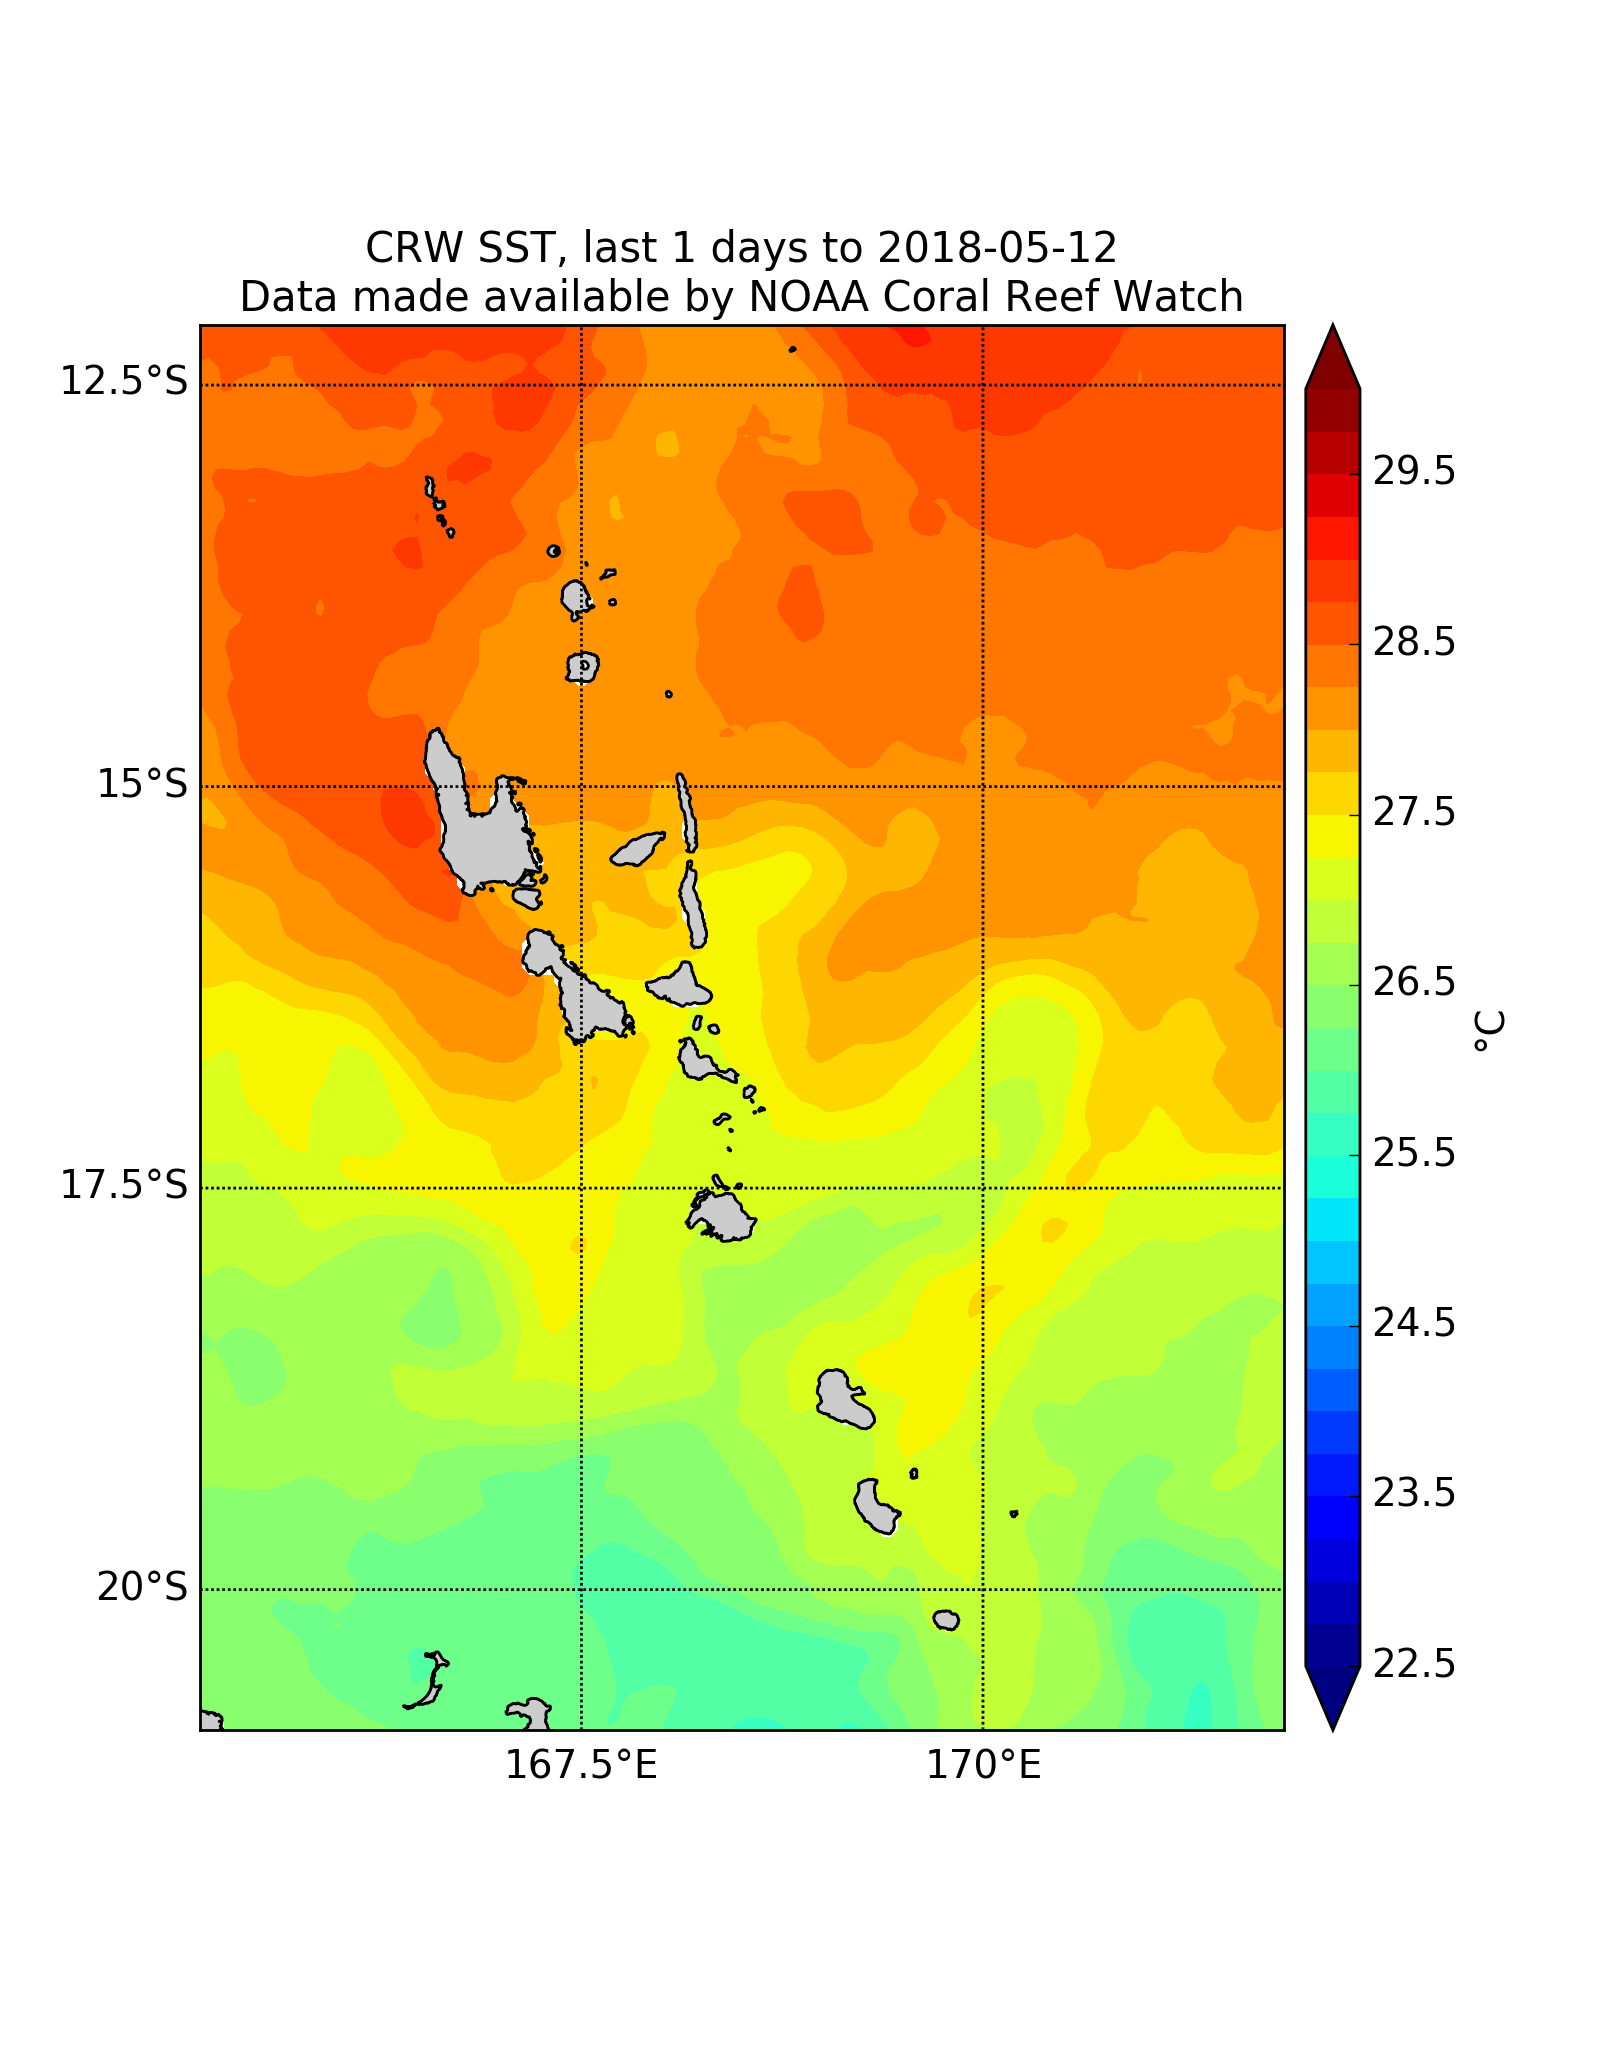 CRW SST, last 1 days to 2018-05-12
Data made available by NOAA Coral Reef Watch
12.5°S
15°S
17.5°S
20°S
167.5°E
170°E
29.5
28.5
27.5
26.5
25.5
24.5
23.5
22.5
°C